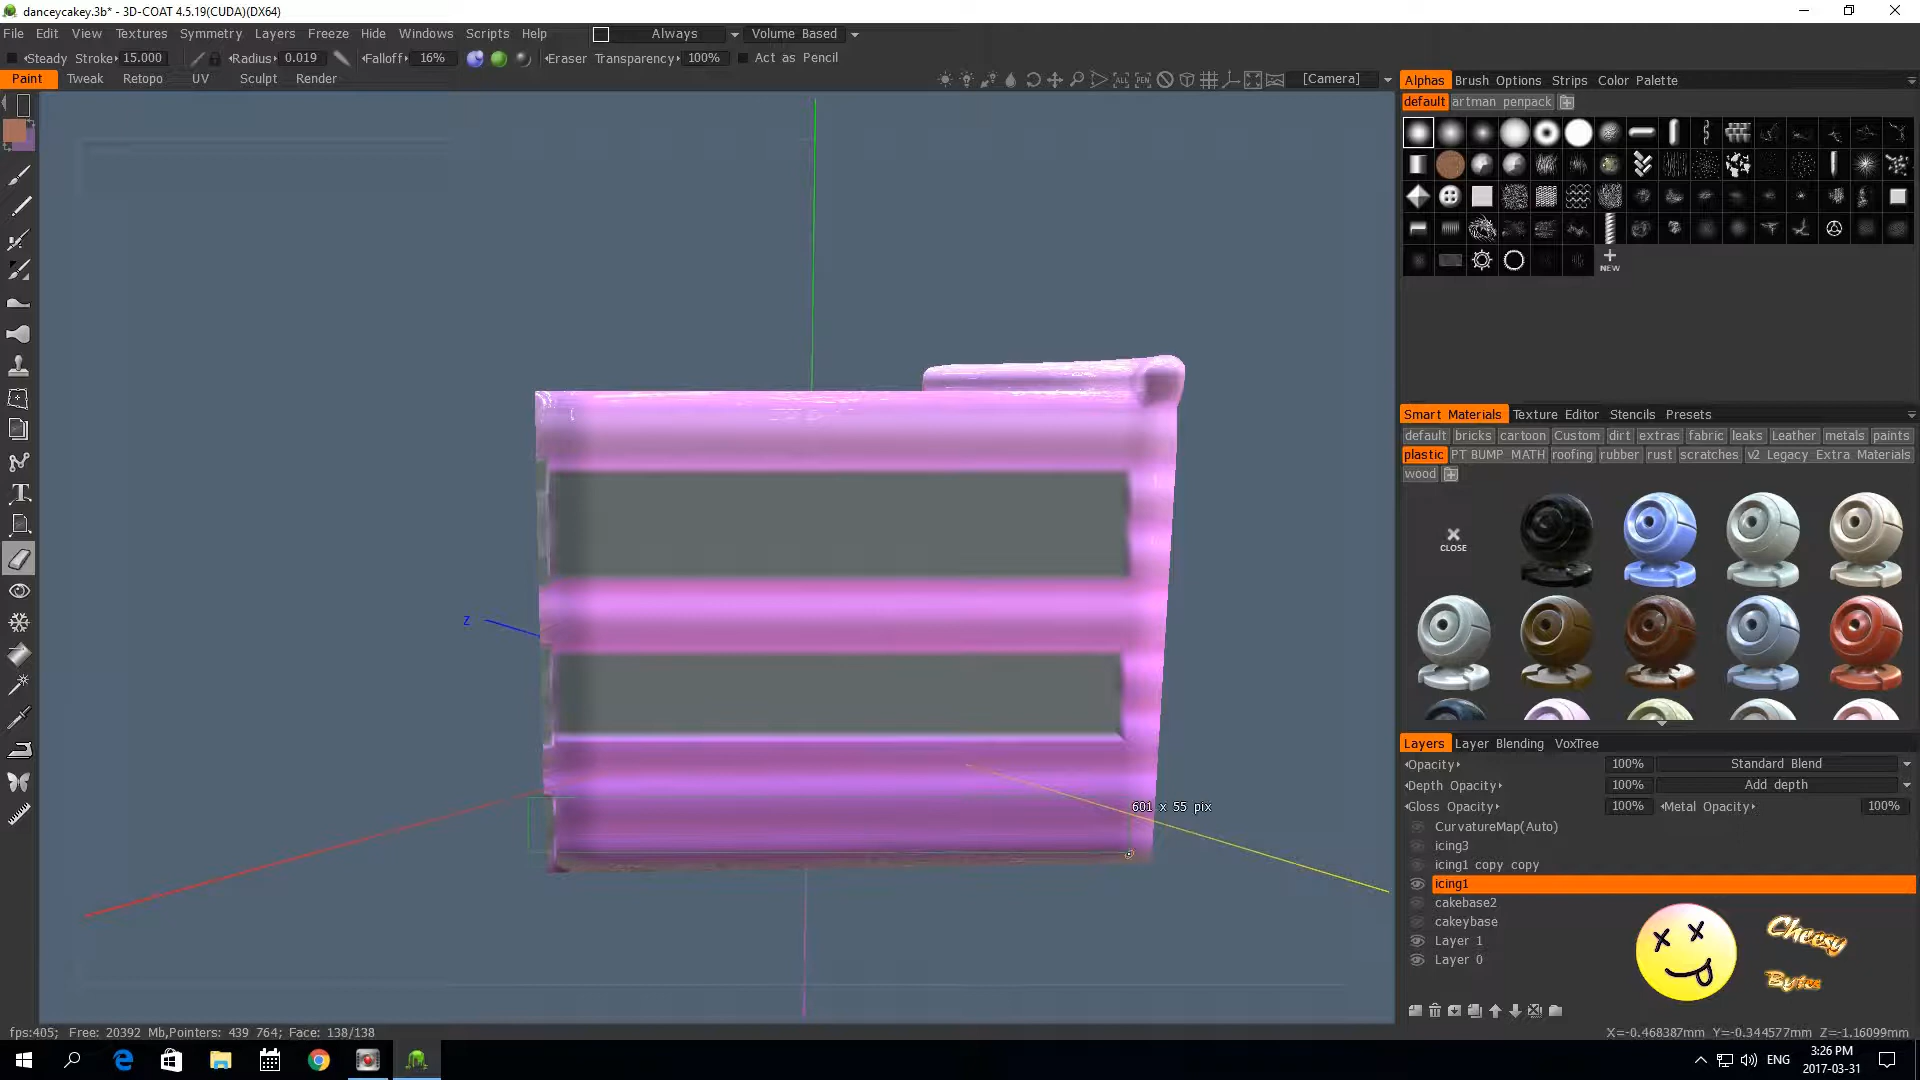 danceycakey.3b* - 3D-COAT 4.5.19(CUDA)(DX64)
File Edit View Textures Symmetry Layers Freeze Hide Windows Scripts Help Always Volume Based
Steady Stroke 15.000 Radius 0.019 Falloff 16% Eraser Transparency 100% Act as Pencil
Paint Tweak Retopo UV Sculpt Render [Camera]
ALL PEN
Alphas Brush Options Strips Color Palette
default artman penpack
NEW
Z
601 x 55 pix
Smart Materials Texture Editor Stencils Presets
default bricks cartoon Custom dirt extras fabric leaks Leather metals paints
plastic PT BUMP MATH roofing rubber rust scratches v2 Legacy Extra Materials
wood
CLOSE
Layers Layer Blending VoxTree
Opacity 100% Standard Blend
Depth Opacity 100% Add depth
Gloss Opacity 100% Metal Opacity 100%
CurvatureMap(Auto)
icing3
icing1 copy copy
icing1
cakebase2
cakeybase
Layer 1
Layer 0
Cheesy
Bytes
fps:405; Free: 20392 Mb,Pointers: 439 764; Face: 138/138
X=-0.468387mm Y=-0.344577mm Z=-1.16099mm
ENG
3:26 PM
2017-03-31